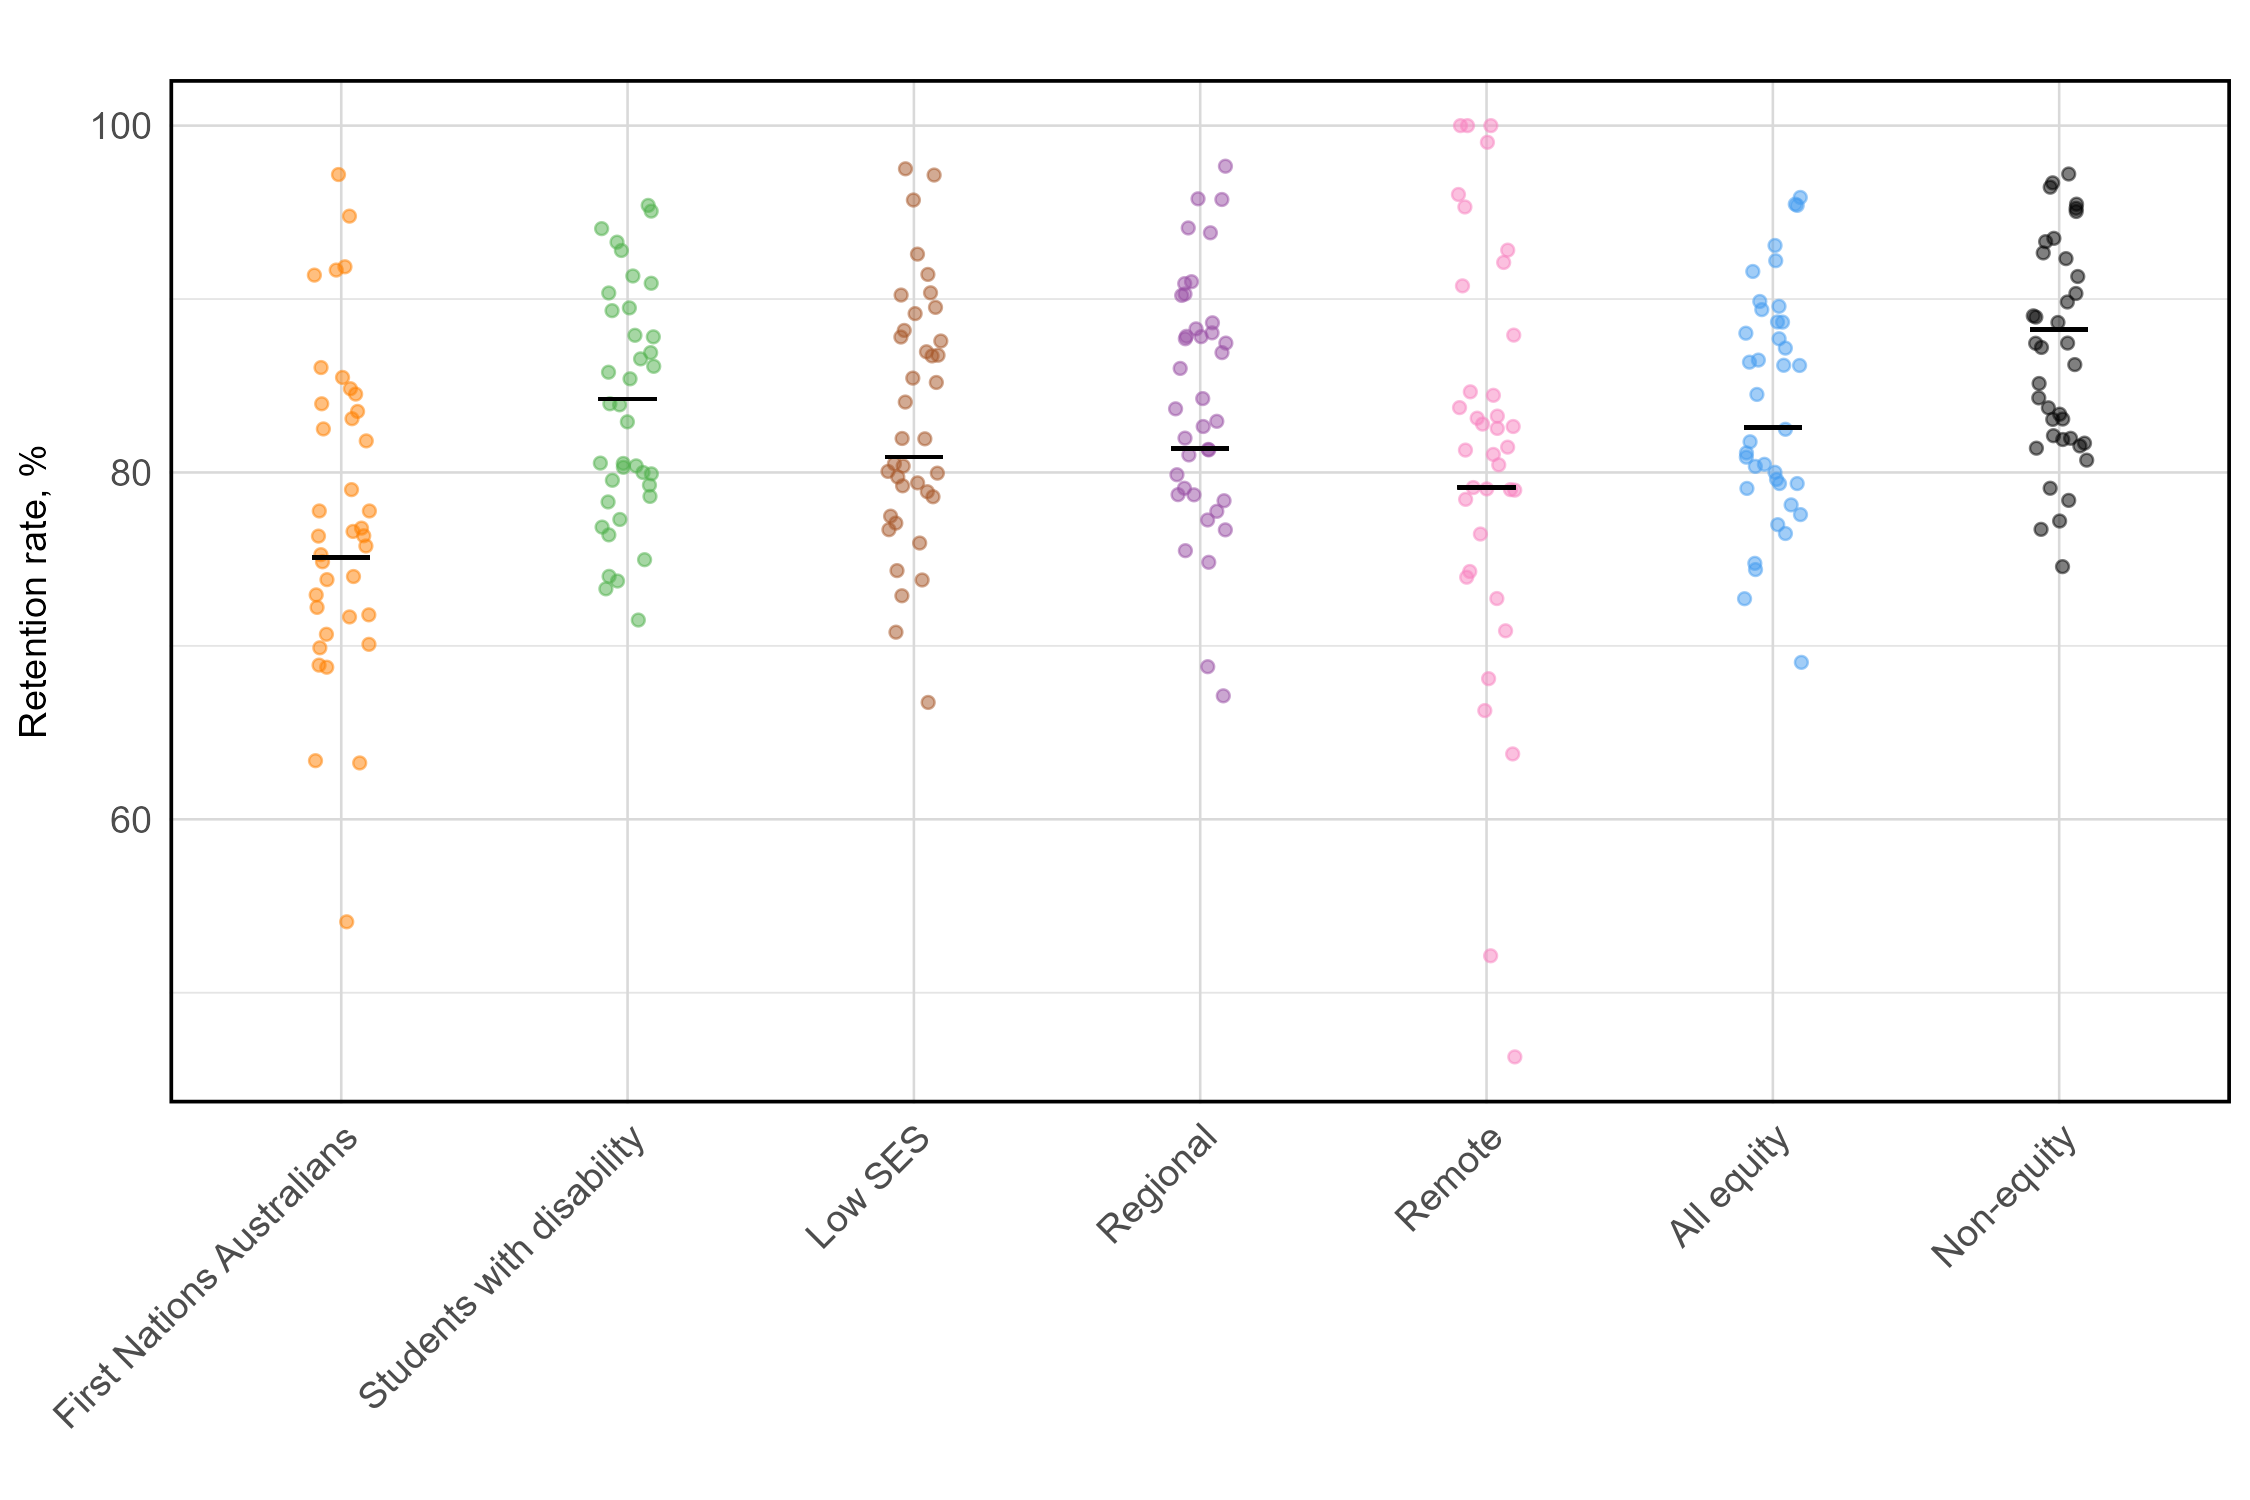 Retention rate, %
100
80
60
First Nations Australians
Students with disability
Low SES
Regional
Remote
All equity
Non-equity